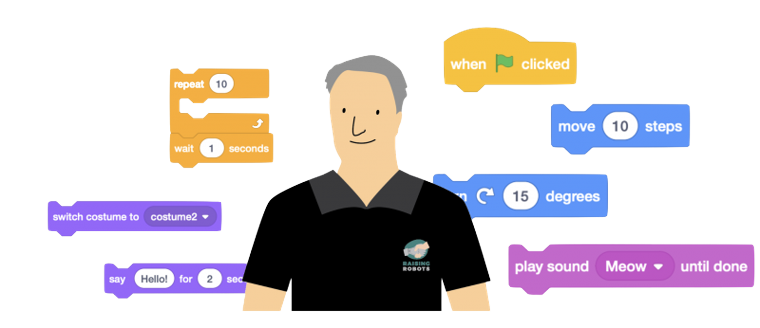 when clicked
repeat 10
move 10 steps
wait 1 seconds
15 degrees
switch costume to costume2
play sound Meow until done
say Hello! for 2 sec
RAISING
ROBOTS